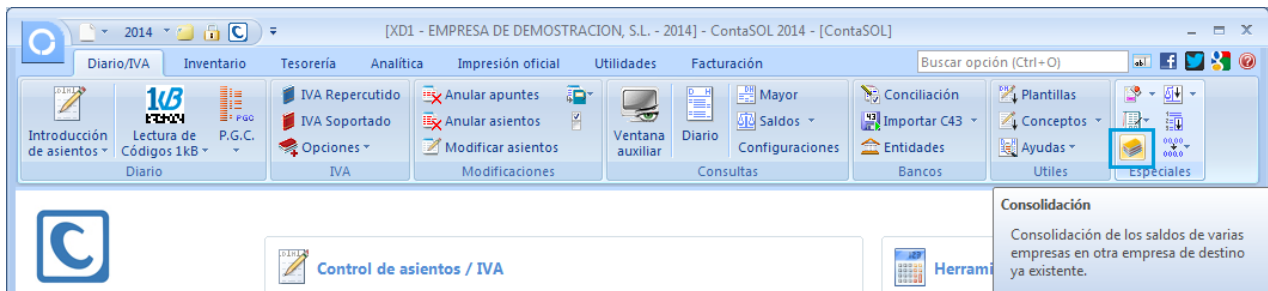 2014
[XD1 - EMPRESA DE DEMOSTRACION, S.L. - 2014] - ContaSOL 2014 - [ContaSOL]
Diario/IVA Inventario Tesorería Analítica Impresión oficial Utilidades Facturación Buscar opción (Ctrl+O)
IVA Repercutido Anular apuntes Mayor Conciliación Plantillas
IVA Soportado Anular asientos Saldos Importar C43 Conceptos
Introducción de asientos
Lectura de Códigos 1kB
P.G.C.
Opciones Modificar asientos
Ventana auxiliar
Diario
Configuraciones Entidades Ayudas
Diario IVA Modificaciones Consultas Bancos Utiles Especiales
Consolidación
Consolidación de los saldos de varias
empresas en otra empresa de destino
ya existente.
C
Control de asientos / IVA
Herrami